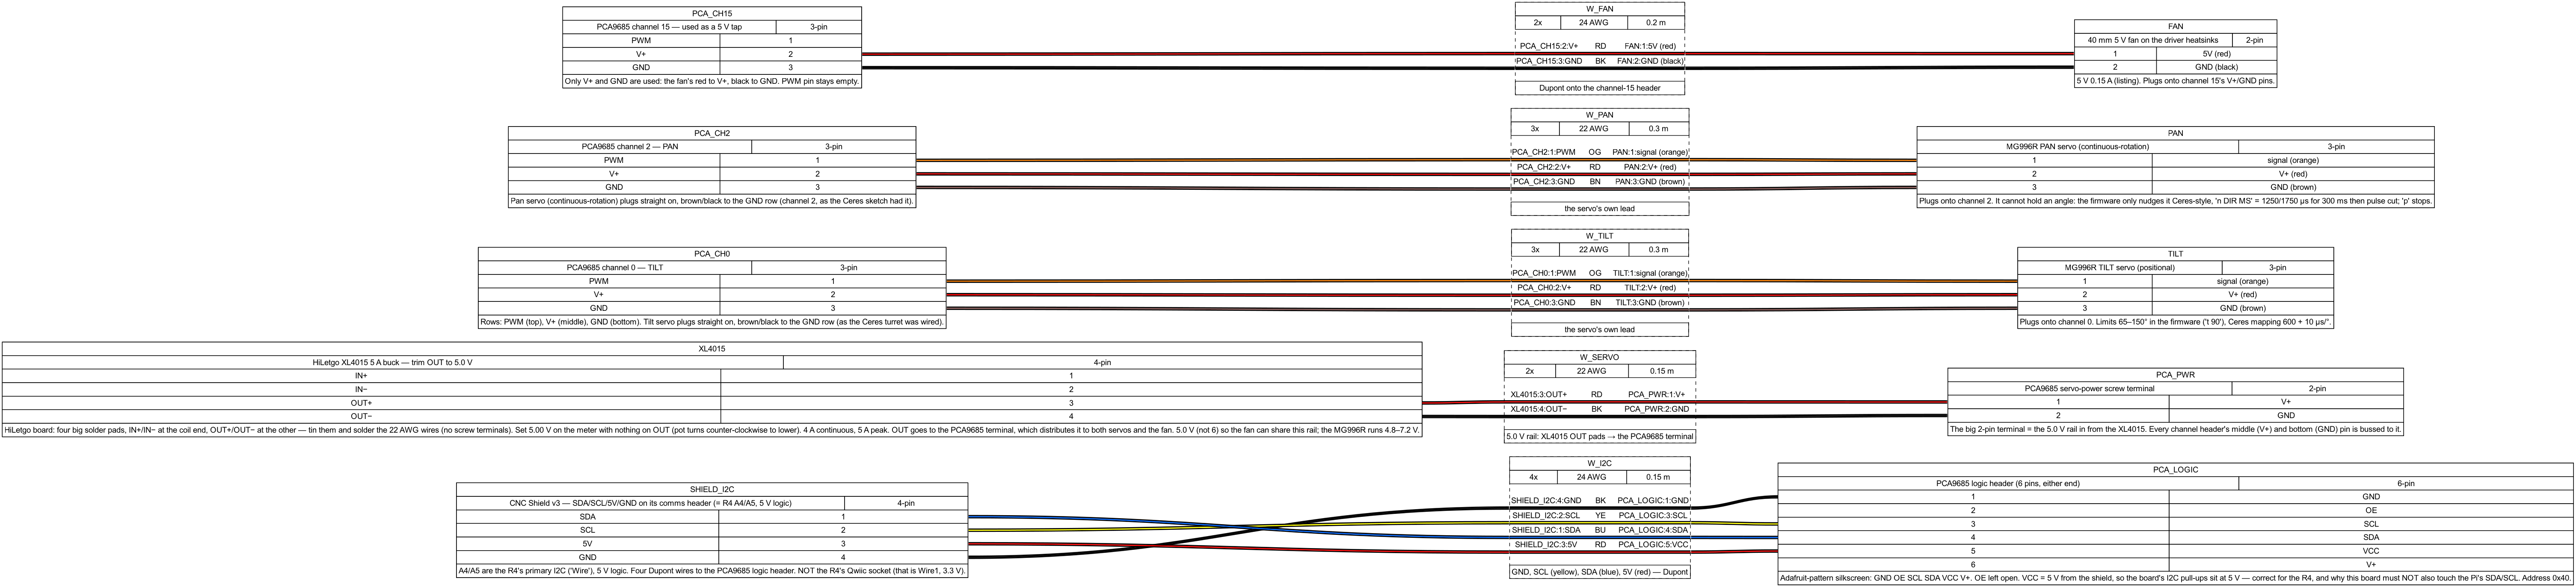 PCA_CH15
PCA9685 channel 15 — used as a 5 V tap 3-pin
PWM 1
V+ 2
GND 3
Only V+ and GND are used: the fan's red to V+, black to GND. PWM pin stays empty.
W_FAN
2x 24 AWG 0.2 m
PCA_CH15:2:V+ RD FAN:1:5V (red)
PCA_CH15:3:GND BK FAN:2:GND (black)
Dupont onto the channel-15 header
FAN
40 mm 5 V fan on the driver heatsinks 2-pin
1 5V (red)
2 GND (black)
5 V 0.15 A (listing). Plugs onto channel 15's V+/GND pins.
PCA_CH2
PCA9685 channel 2 — PAN 3-pin
PWM 1
V+ 2
GND 3
Pan servo (continuous-rotation) plugs straight on, brown/black to the GND row (channel 2, as the Ceres sketch had it).
W_PAN
3x 22 AWG 0.3 m
PCA_CH2:1:PWM OG PAN:1:signal (orange)
PCA_CH2:2:V+ RD PAN:2:V+ (red)
PCA_CH2:3:GND BN PAN:3:GND (brown)
the servo's own lead
PAN
MG996R PAN servo (continuous-rotation) 3-pin
1 signal (orange)
2 V+ (red)
3 GND (brown)
Plugs onto channel 2. It cannot hold an angle: the firmware only nudges it Ceres-style, 'n DIR MS' = 1250/1750 µs for 300 ms then pulse cut; 'p' stops.
PCA_CH0
PCA9685 channel 0 — TILT 3-pin
PWM 1
V+ 2
GND 3
Rows: PWM (top), V+ (middle), GND (bottom). Tilt servo plugs straight on, brown/black to the GND row (as the Ceres turret was wired).
W_TILT
3x 22 AWG 0.3 m
PCA_CH0:1:PWM OG TILT:1:signal (orange)
PCA_CH0:2:V+ RD TILT:2:V+ (red)
PCA_CH0:3:GND BN TILT:3:GND (brown)
the servo's own lead
TILT
MG996R TILT servo (positional) 3-pin
1 signal (orange)
2 V+ (red)
3 GND (brown)
Plugs onto channel 0. Limits 65–150° in the firmware ('t 90'), Ceres mapping 600 + 10 µs/°.
XL4015
HiLetgo XL4015 5 A buck — trim OUT to 5.0 V 4-pin
IN+ 1
IN− 2
OUT+ 3
OUT− 4
HiLetgo board: four big solder pads, IN+/IN− at the coil end, OUT+/OUT− at the other — tin them and solder the 22 AWG wires (no screw terminals). Set 5.00 V on the meter with nothing on OUT (pot turns counter-clockwise to lower). 4 A continuous, 5 A peak. OUT goes to the PCA9685 terminal, which distributes it to both servos and the fan. 5.0 V (not 6) so the fan can share this rail; the MG996R runs 4.8–7.2 V.
W_SERVO
2x 22 AWG 0.15 m
XL4015:3:OUT+ RD PCA_PWR:1:V+
XL4015:4:OUT− BK PCA_PWR:2:GND
5.0 V rail: XL4015 OUT pads → the PCA9685 terminal
PCA_PWR
PCA9685 servo-power screw terminal 2-pin
1 V+
2 GND
The big 2-pin terminal = the 5.0 V rail in from the XL4015. Every channel header's middle (V+) and bottom (GND) pin is bussed to it.
SHIELD_I2C
CNC Shield v3 — SDA/SCL/5V/GND on its comms header (= R4 A4/A5, 5 V logic) 4-pin
SDA 1
SCL 2
5V 3
GND 4
A4/A5 are the R4's primary I2C ('Wire'), 5 V logic. Four Dupont wires to the PCA9685 logic header. NOT the R4's Qwiic socket (that is Wire1, 3.3 V).
W_I2C
4x 24 AWG 0.15 m
SHIELD_I2C:4:GND BK PCA_LOGIC:1:GND
SHIELD_I2C:2:SCL YE PCA_LOGIC:3:SCL
SHIELD_I2C:1:SDA BU PCA_LOGIC:4:SDA
SHIELD_I2C:3:5V RD PCA_LOGIC:5:VCC
GND, SCL (yellow), SDA (blue), 5V (red) — Dupont
PCA_LOGIC
PCA9685 logic header (6 pins, either end) 6-pin
1 GND
2 OE
3 SCL
4 SDA
5 VCC
6 V+
Adafruit-pattern silkscreen: GND OE SCL SDA VCC V+. OE left open. VCC = 5 V from the shield, so the board's I2C pull-ups sit at 5 V — correct for the R4, and why this board must NOT also touch the Pi's SDA/SCL. Address 0x40.